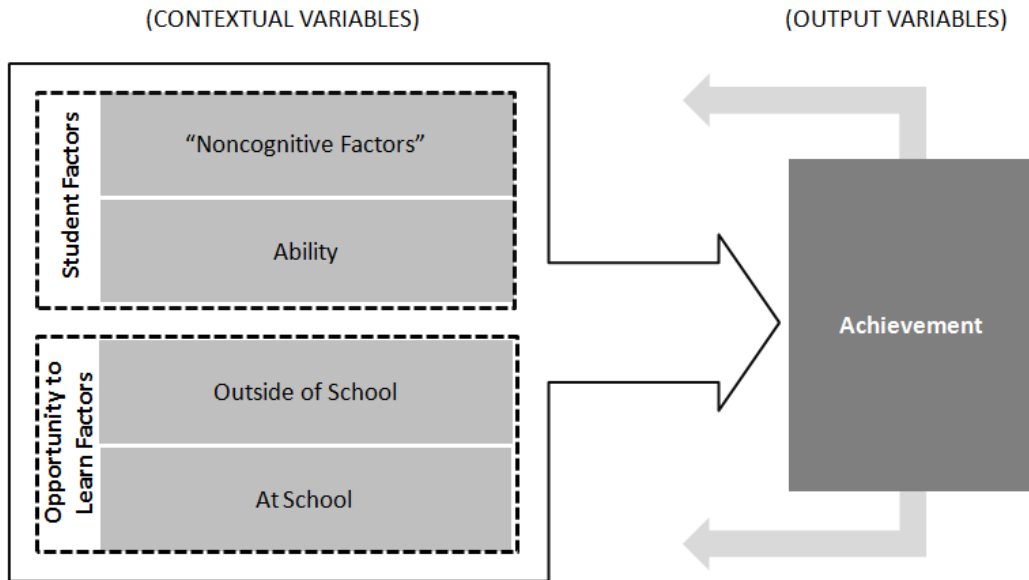 (CONTEXTUAL VARIABLES)
(OUTPUT VARIABLES)
Student Factors
“Noncognitive Factors”
Ability
Achievement
Opportunity to
Learn Factors
Outside of School
At School